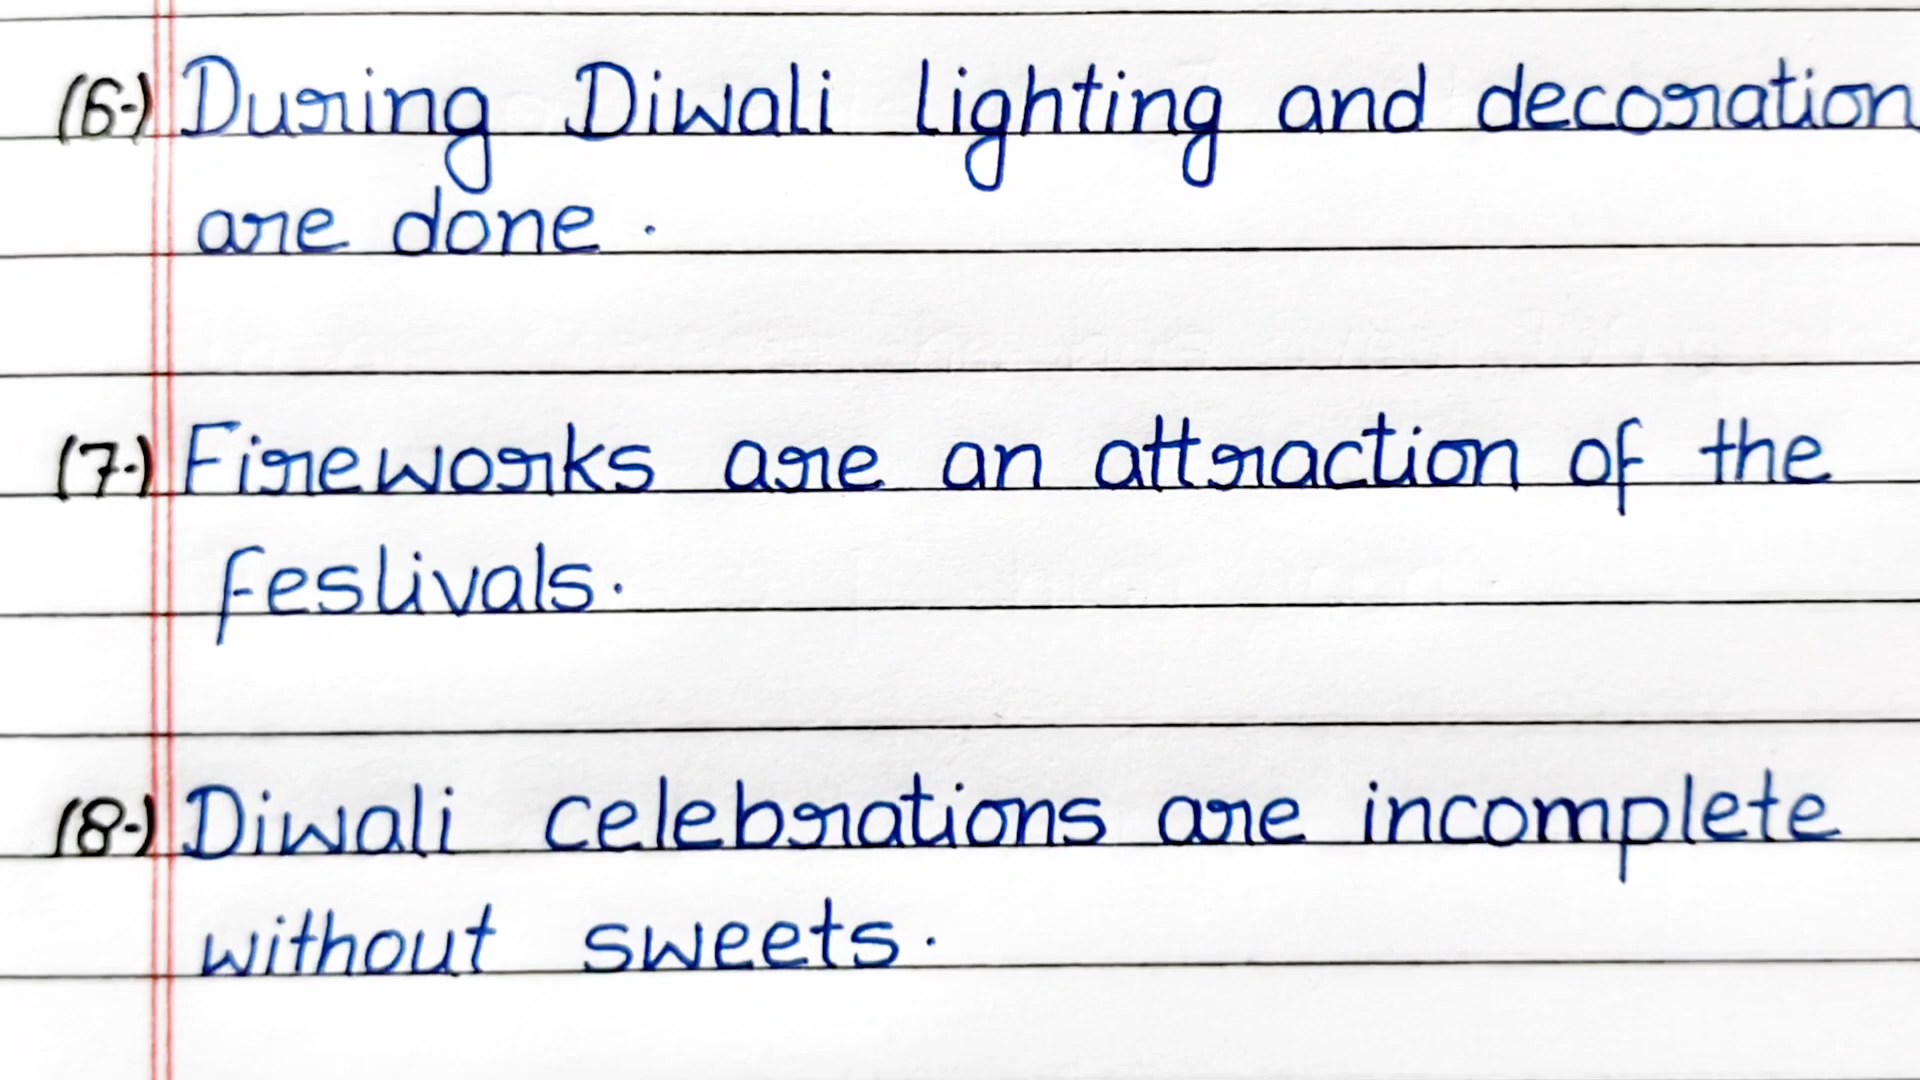 (6.) During Diwali lighting and decoration
are done.
(7.) Fireworks are an attraction of the
festivals.
(8.) Diwali celebrations are incomplete
without sweets.